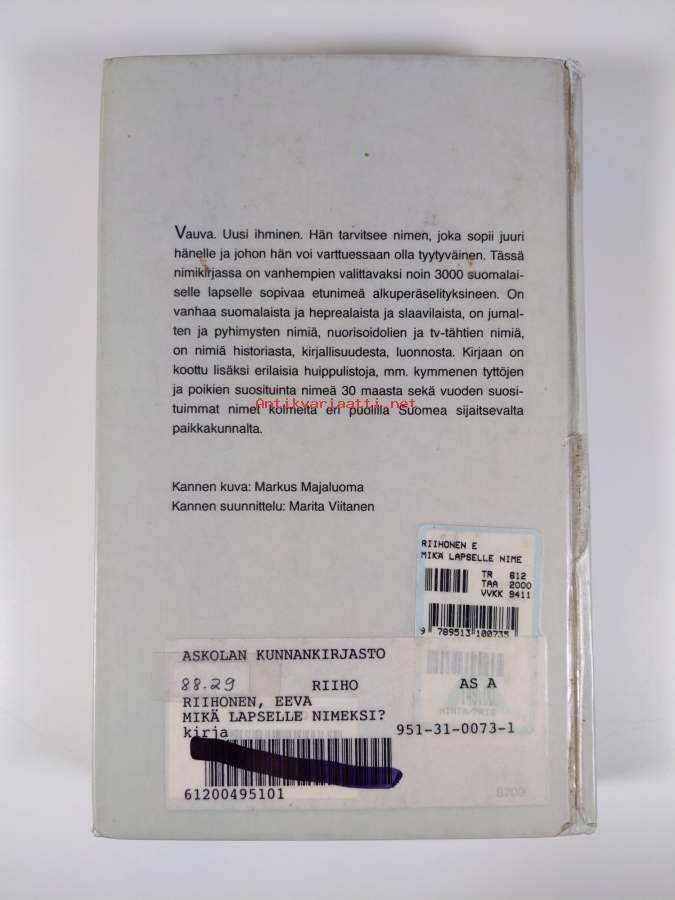 Vauva. Uusi ihminen. Hän tarvitsee nimen, joka sopii juuri
hänelle ja johon hän voi varttuessaan olla tyytyväinen. Tässä
nimikirjassa on vanhempien valittavaksi noin 3000 suomalai-
selle lapselle sopivaa etunimeä alkuperäselityksineen. On
vanhaa suomalaista ja heprealaista ja slaavilaista, on jumal-
ten ja pyhimysten nimiä, nuorisoidolien ja tv-tähtien nimiä,
on nimiä historiasta, kirjallisuudesta, luonnosta. Kirjaan on
koottu lisäksi erilaisia huippulistoja, mm. kymmenen tyttöjen
ja poikien suosituinta nimeä 30 maasta sekä vuoden suosi-
tuimmat nimet kolmelta eri puolilla Suomea sijaitsevalta
Antikvariaatti.net
paikkakunnalta.
Kannen kuva: Markus Majaluoma
Kannen suunnittelu: Marita Viitanen
RIIHONEN E
MIKÄ LAPSELLE NIME
TR 612
TAA 2000
VVKK 9411
9 789513 100735
ASKOLAN KUNNANKIRJASTO
88.29 RIIHO AS A
RIIHONEN, EEVA
MIKÄ LAPSELLE NIMEKSI?
kirja 951-31-0073-1
61200495101